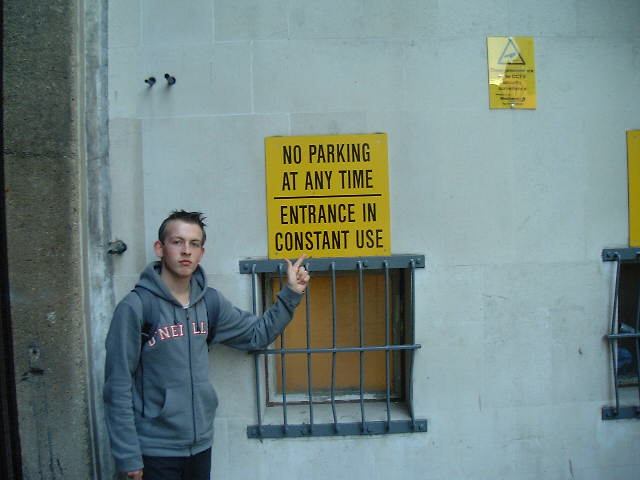 NO PARKING
AT ANY TIME
ENTRANCE IN
CONSTANT USE
O'NEILL